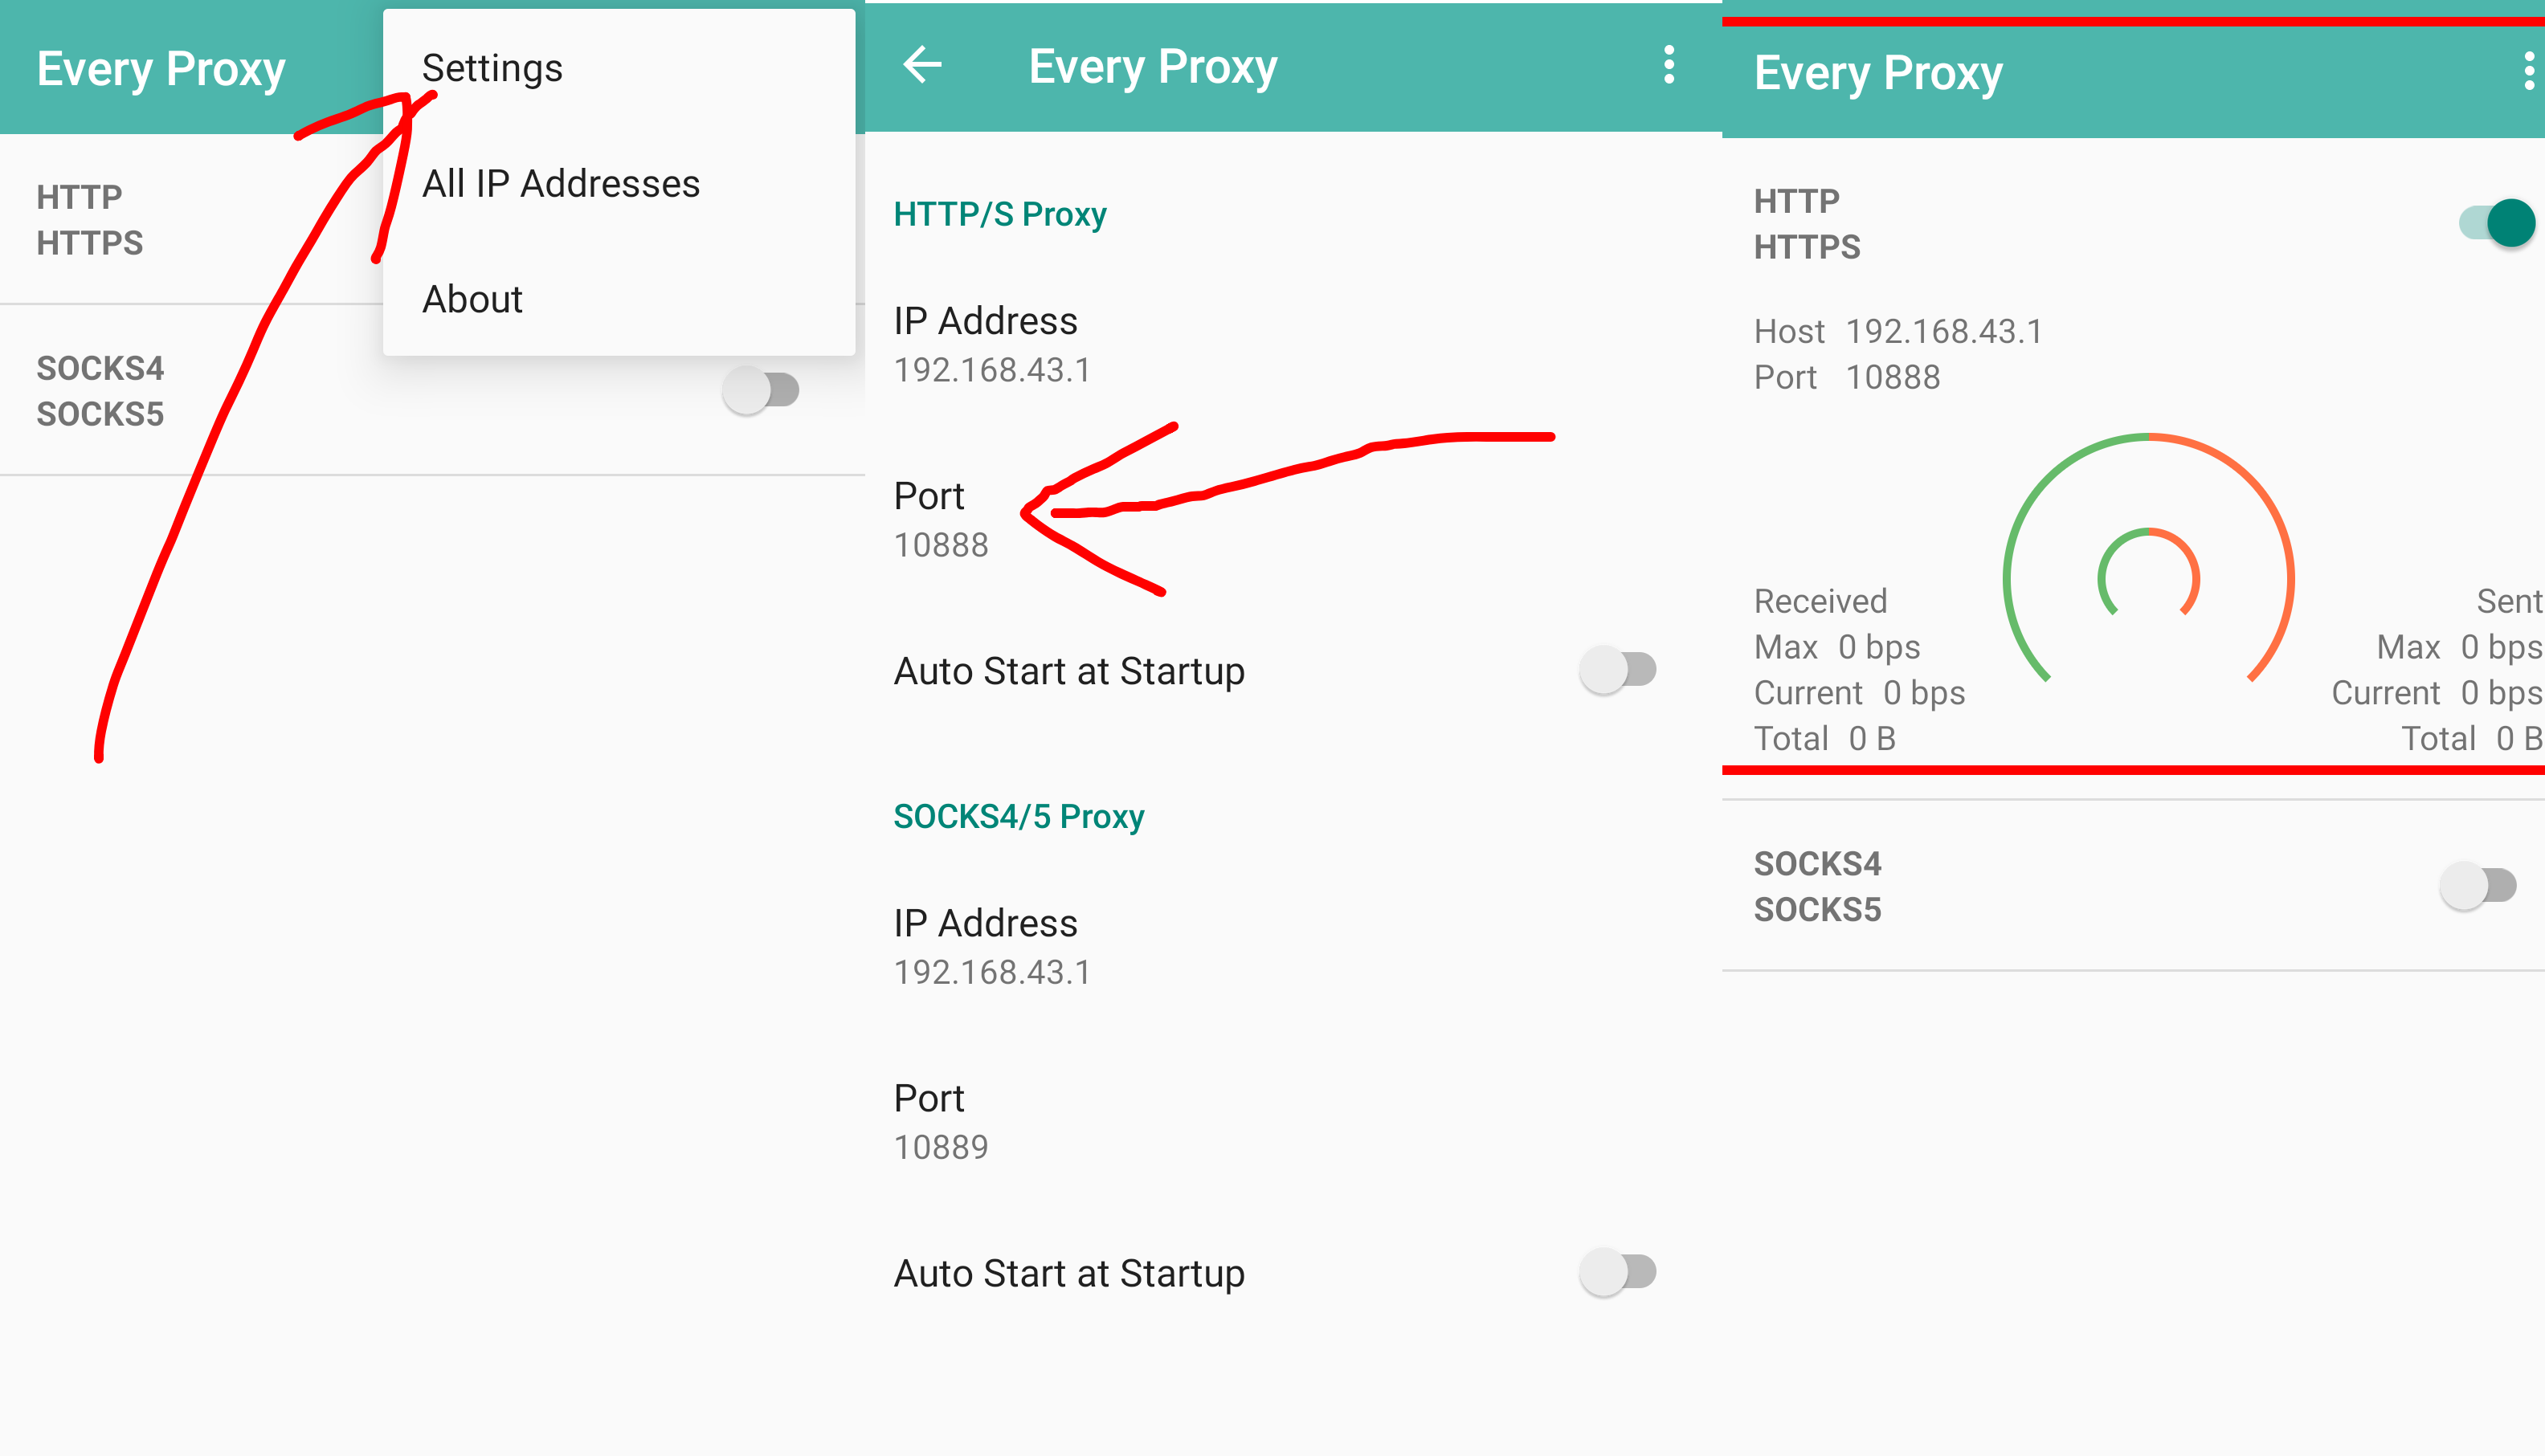 Every Proxy
Settings
All IP Addresses
About
HTTP
HTTPS
SOCKS4
SOCKS5
Every Proxy
HTTP/S Proxy
IP Address
192.168.43.1
Port
10888
Auto Start at Startup
SOCKS4/5 Proxy
IP Address
192.168.43.1
Port
10889
Auto Start at Startup
Every Proxy
HTTP
HTTPS
Host 192.168.43.1
Port 10888
Received
Max 0 bps
Current 0 bps
Total 0 B
Sent
Max 0 bps
Current 0 bps
Total 0 B
SOCKS4
SOCKS5